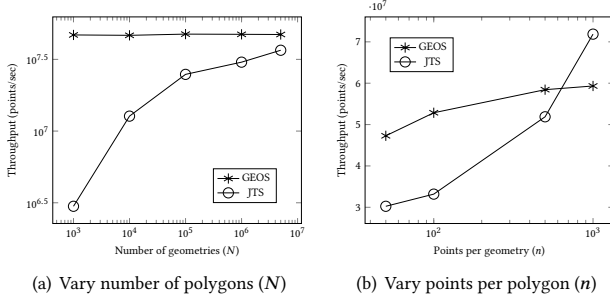 10^7.5
10^7
10^6.5
Throughput (points/sec)
GEOS
JTS
10^3 10^4 10^5 10^6 10^7
Number of geometries (N)
(a) Vary number of polygons (N)
·10^7
7
6
5
4
3
Throughput (points/sec)
GEOS
JTS
10^2 10^3
Points per geometry (n)
(b) Vary points per polygon (n)